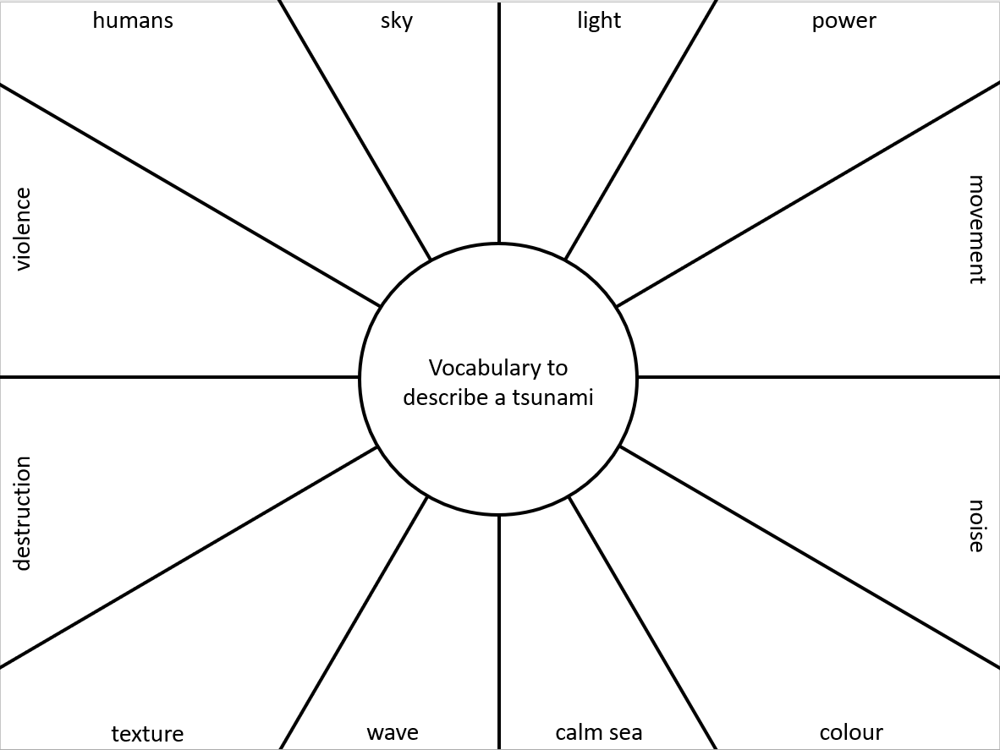 humans
sky
light
power
violence
movement
Vocabulary to
describe a tsunami
destruction
noise
texture
wave
calm sea
colour